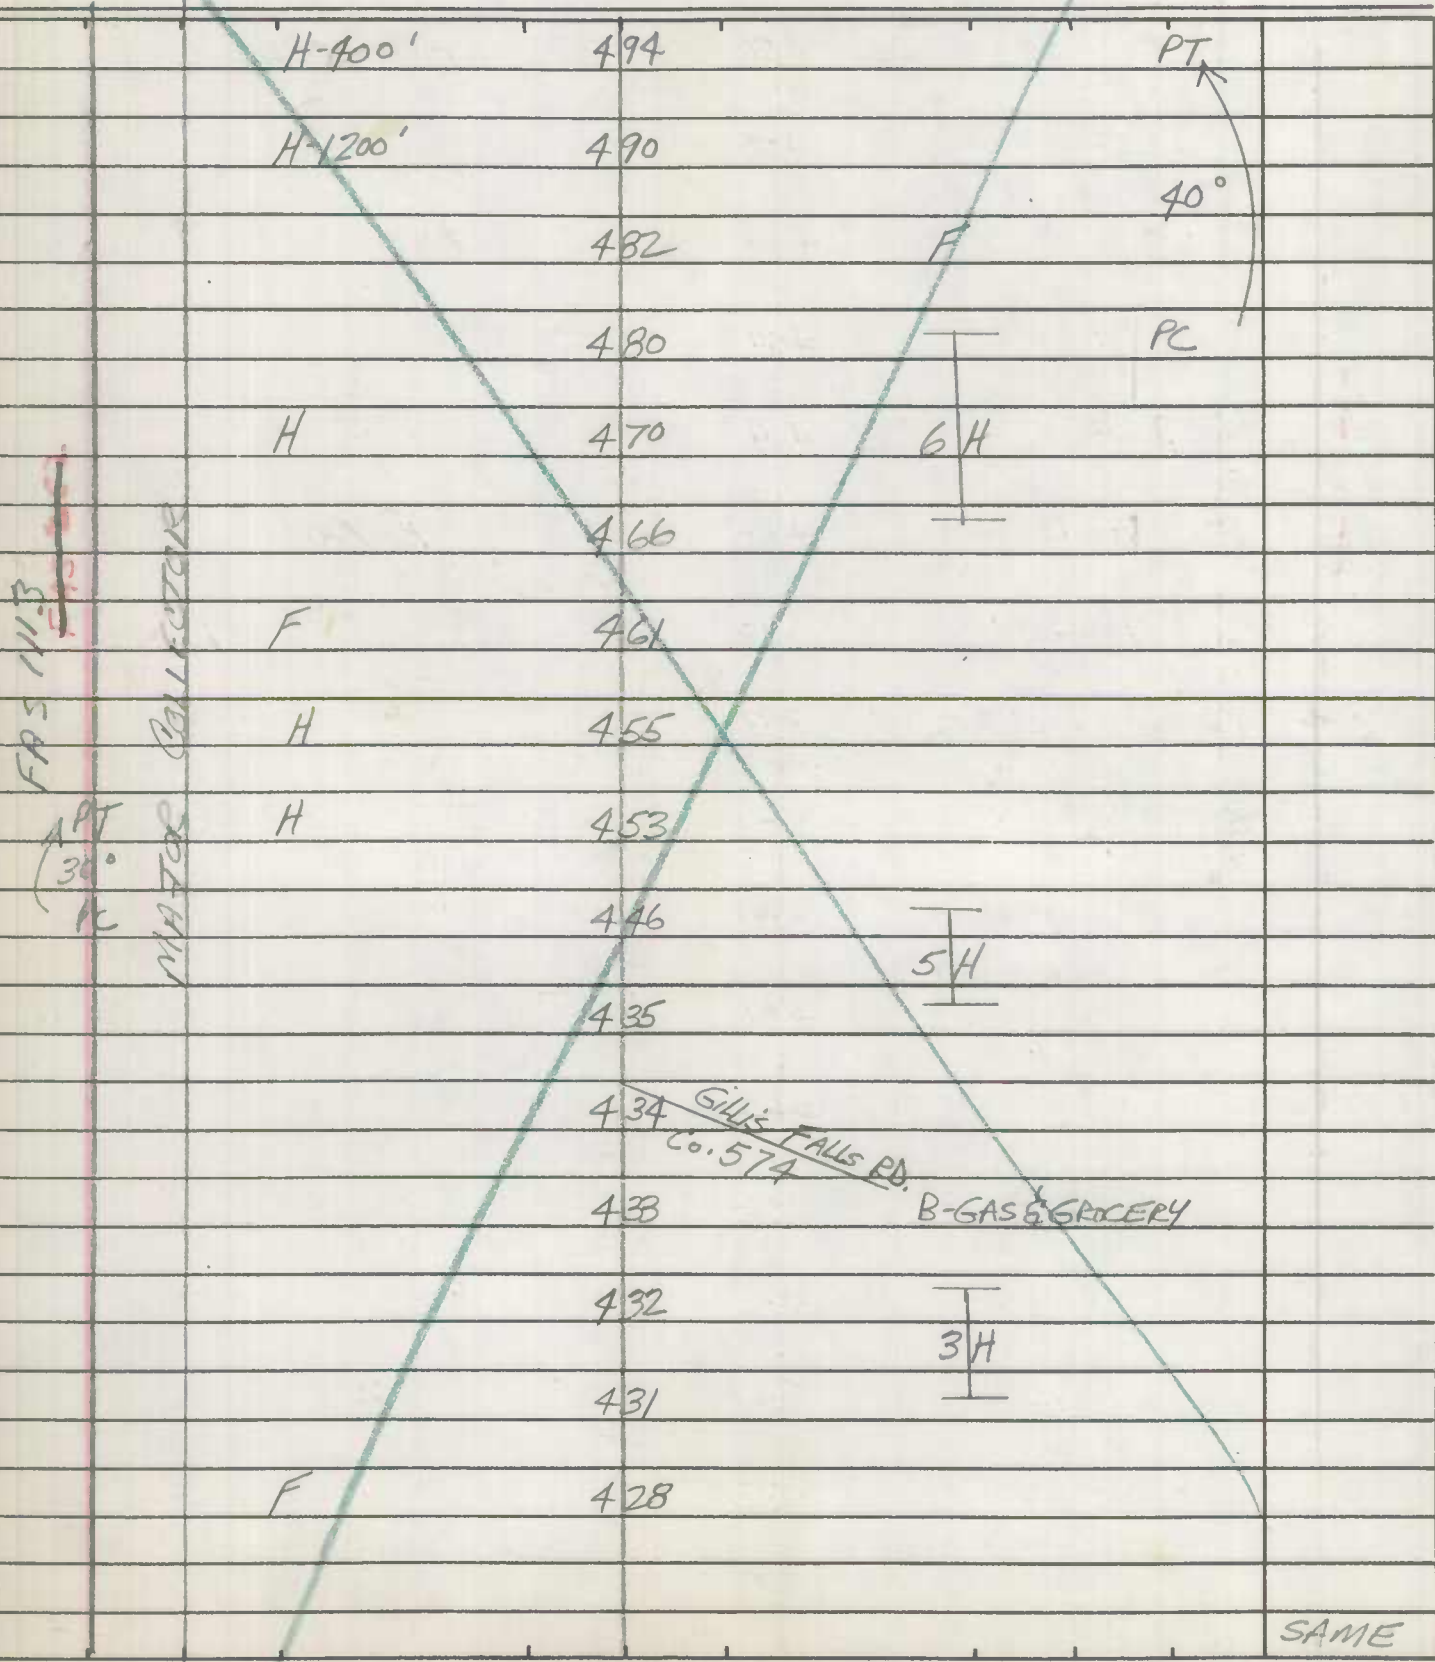 H-400' 494 PT
H-1200' 490
40°
482 F
480 PC
H 470 6 H
466
FAS 111.3
F 461
MAJOR COLLECTOR
H 455
H 453
PT
30°
PC
446
5 H
435
434 Gillis FALLS RD.
Co. 574
433 B-GAS & GROCERY
432
3 H
431
F 428
SAME